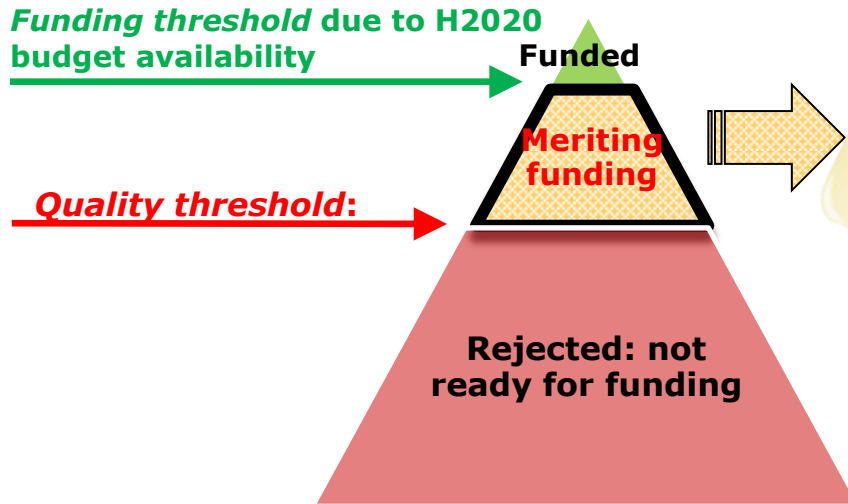 Funding threshold due to H2020
budget availability
Funded
Meriting
funding
Quality threshold:
Rejected: not
ready for funding